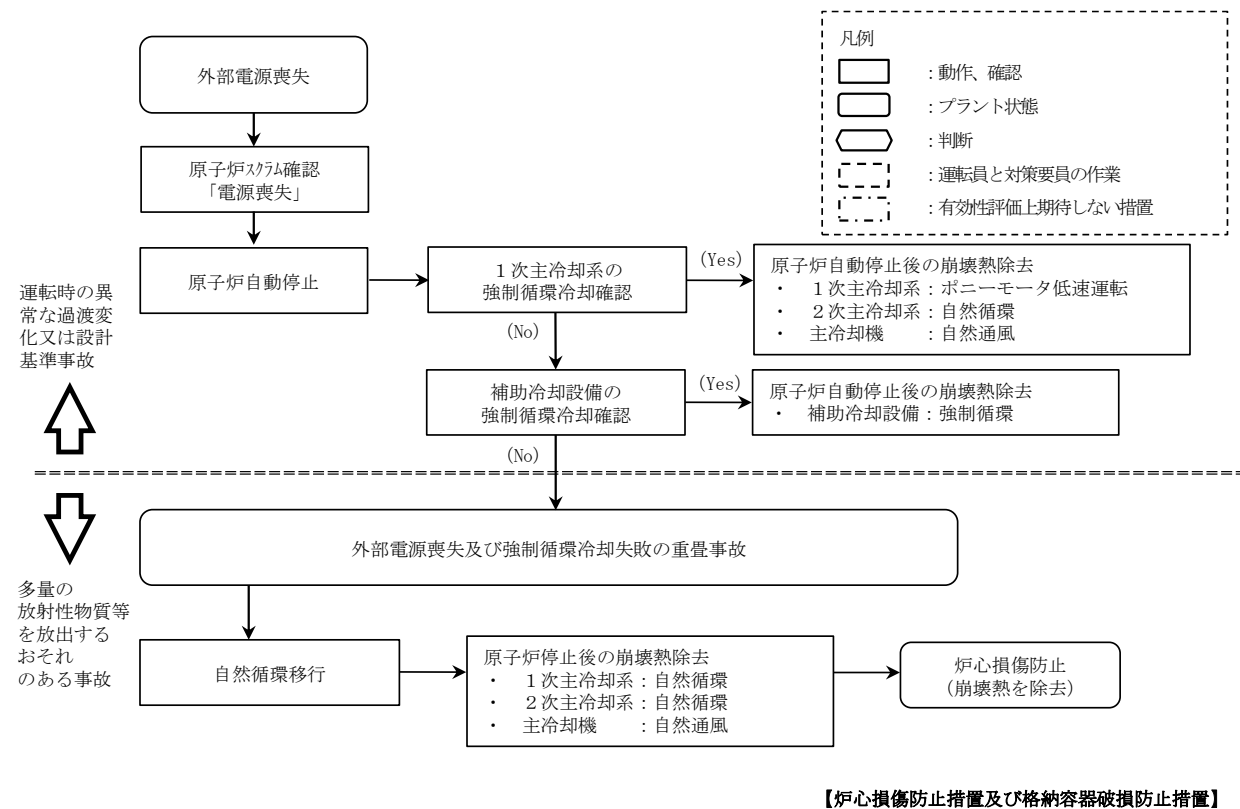 外部電源喪失
原子炉スクラム確認
「電源喪失」
原子炉自動停止
1次主冷却系の
強制循環冷却確認
(Yes)
原子炉自動停止後の崩壊熱除去
・ 1次主冷却系：ポニーモータ低速運転
・ 2次主冷却系：自然循環
・ 主冷却機 ：自然通風
(No)
補助冷却設備の
強制循環冷却確認
(Yes)
原子炉自動停止後の崩壊熱除去
・ 補助冷却設備：強制循環
(No)
凡例
：動作、確認
：プラント状態
：判断
：運転員と対策要員の作業
：有効性評価上期待しない措置
運転時の異
常な過渡変
化又は設計
基準事故
多量の
放射性物質等
を放出する
おそれ
のある事故
外部電源喪失及び強制循環冷却失敗の重畳事故
自然循環移行
原子炉停止後の崩壊熱除去
・ 1次主冷却系：自然循環
・ 2次主冷却系：自然循環
・ 主冷却機 ：自然通風
炉心損傷防止
（崩壊熱を除去）
【炉心損傷防止措置及び格納容器破損防止措置】